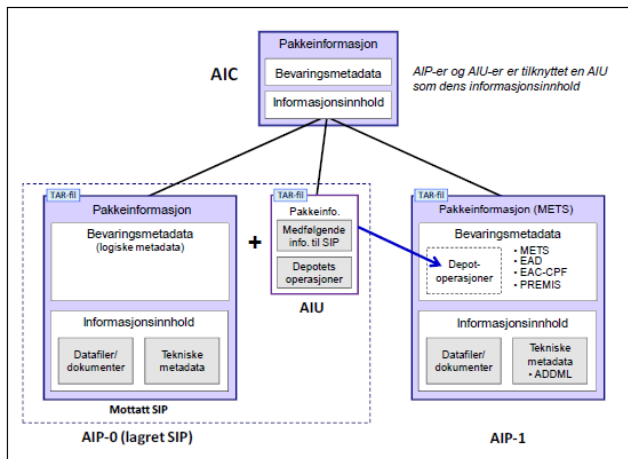 AIC
Pakkeinformasjon
Bevaringsmetadata
Informasjonsinnhold
AIP-er og AIU-er er tilknyttet en AIU
som dens informasjonsinnhold
TAR-fil
Pakkeinformasjon
Bevaringsmetadata
(logiske metadata)
Informasjonsinnhold
Datafiler/
dokumenter
Tekniske
metadata
Mottatt SIP
AIP-0 (lagret SIP)
+
TAR-fil
Pakkeinfo.
Medfølgende
info. til SIP
Depotets
operasjoner
AIU
TAR-fil
Pakkeinformasjon (METS)
Bevaringsmetadata
Depot-
operasjoner
• METS
• EAD
• EAC-CPF
• PREMIS
Informasjonsinnhold
Datafiler/
dokumenter
Tekniske
metadata
• ADDML
AIP-1